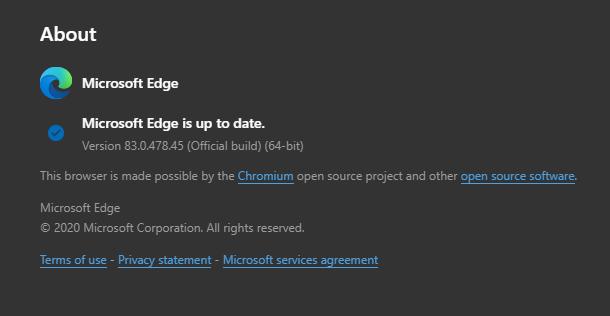 About
Microsoft Edge
Microsoft Edge is up to date.
Version 83.0.478.45 (Official build) (64-bit)
This browser is made possible by the Chromium open source project and other open source software.
Microsoft Edge
© 2020 Microsoft Corporation. All rights reserved.
Terms of use - Privacy statement - Microsoft services agreement